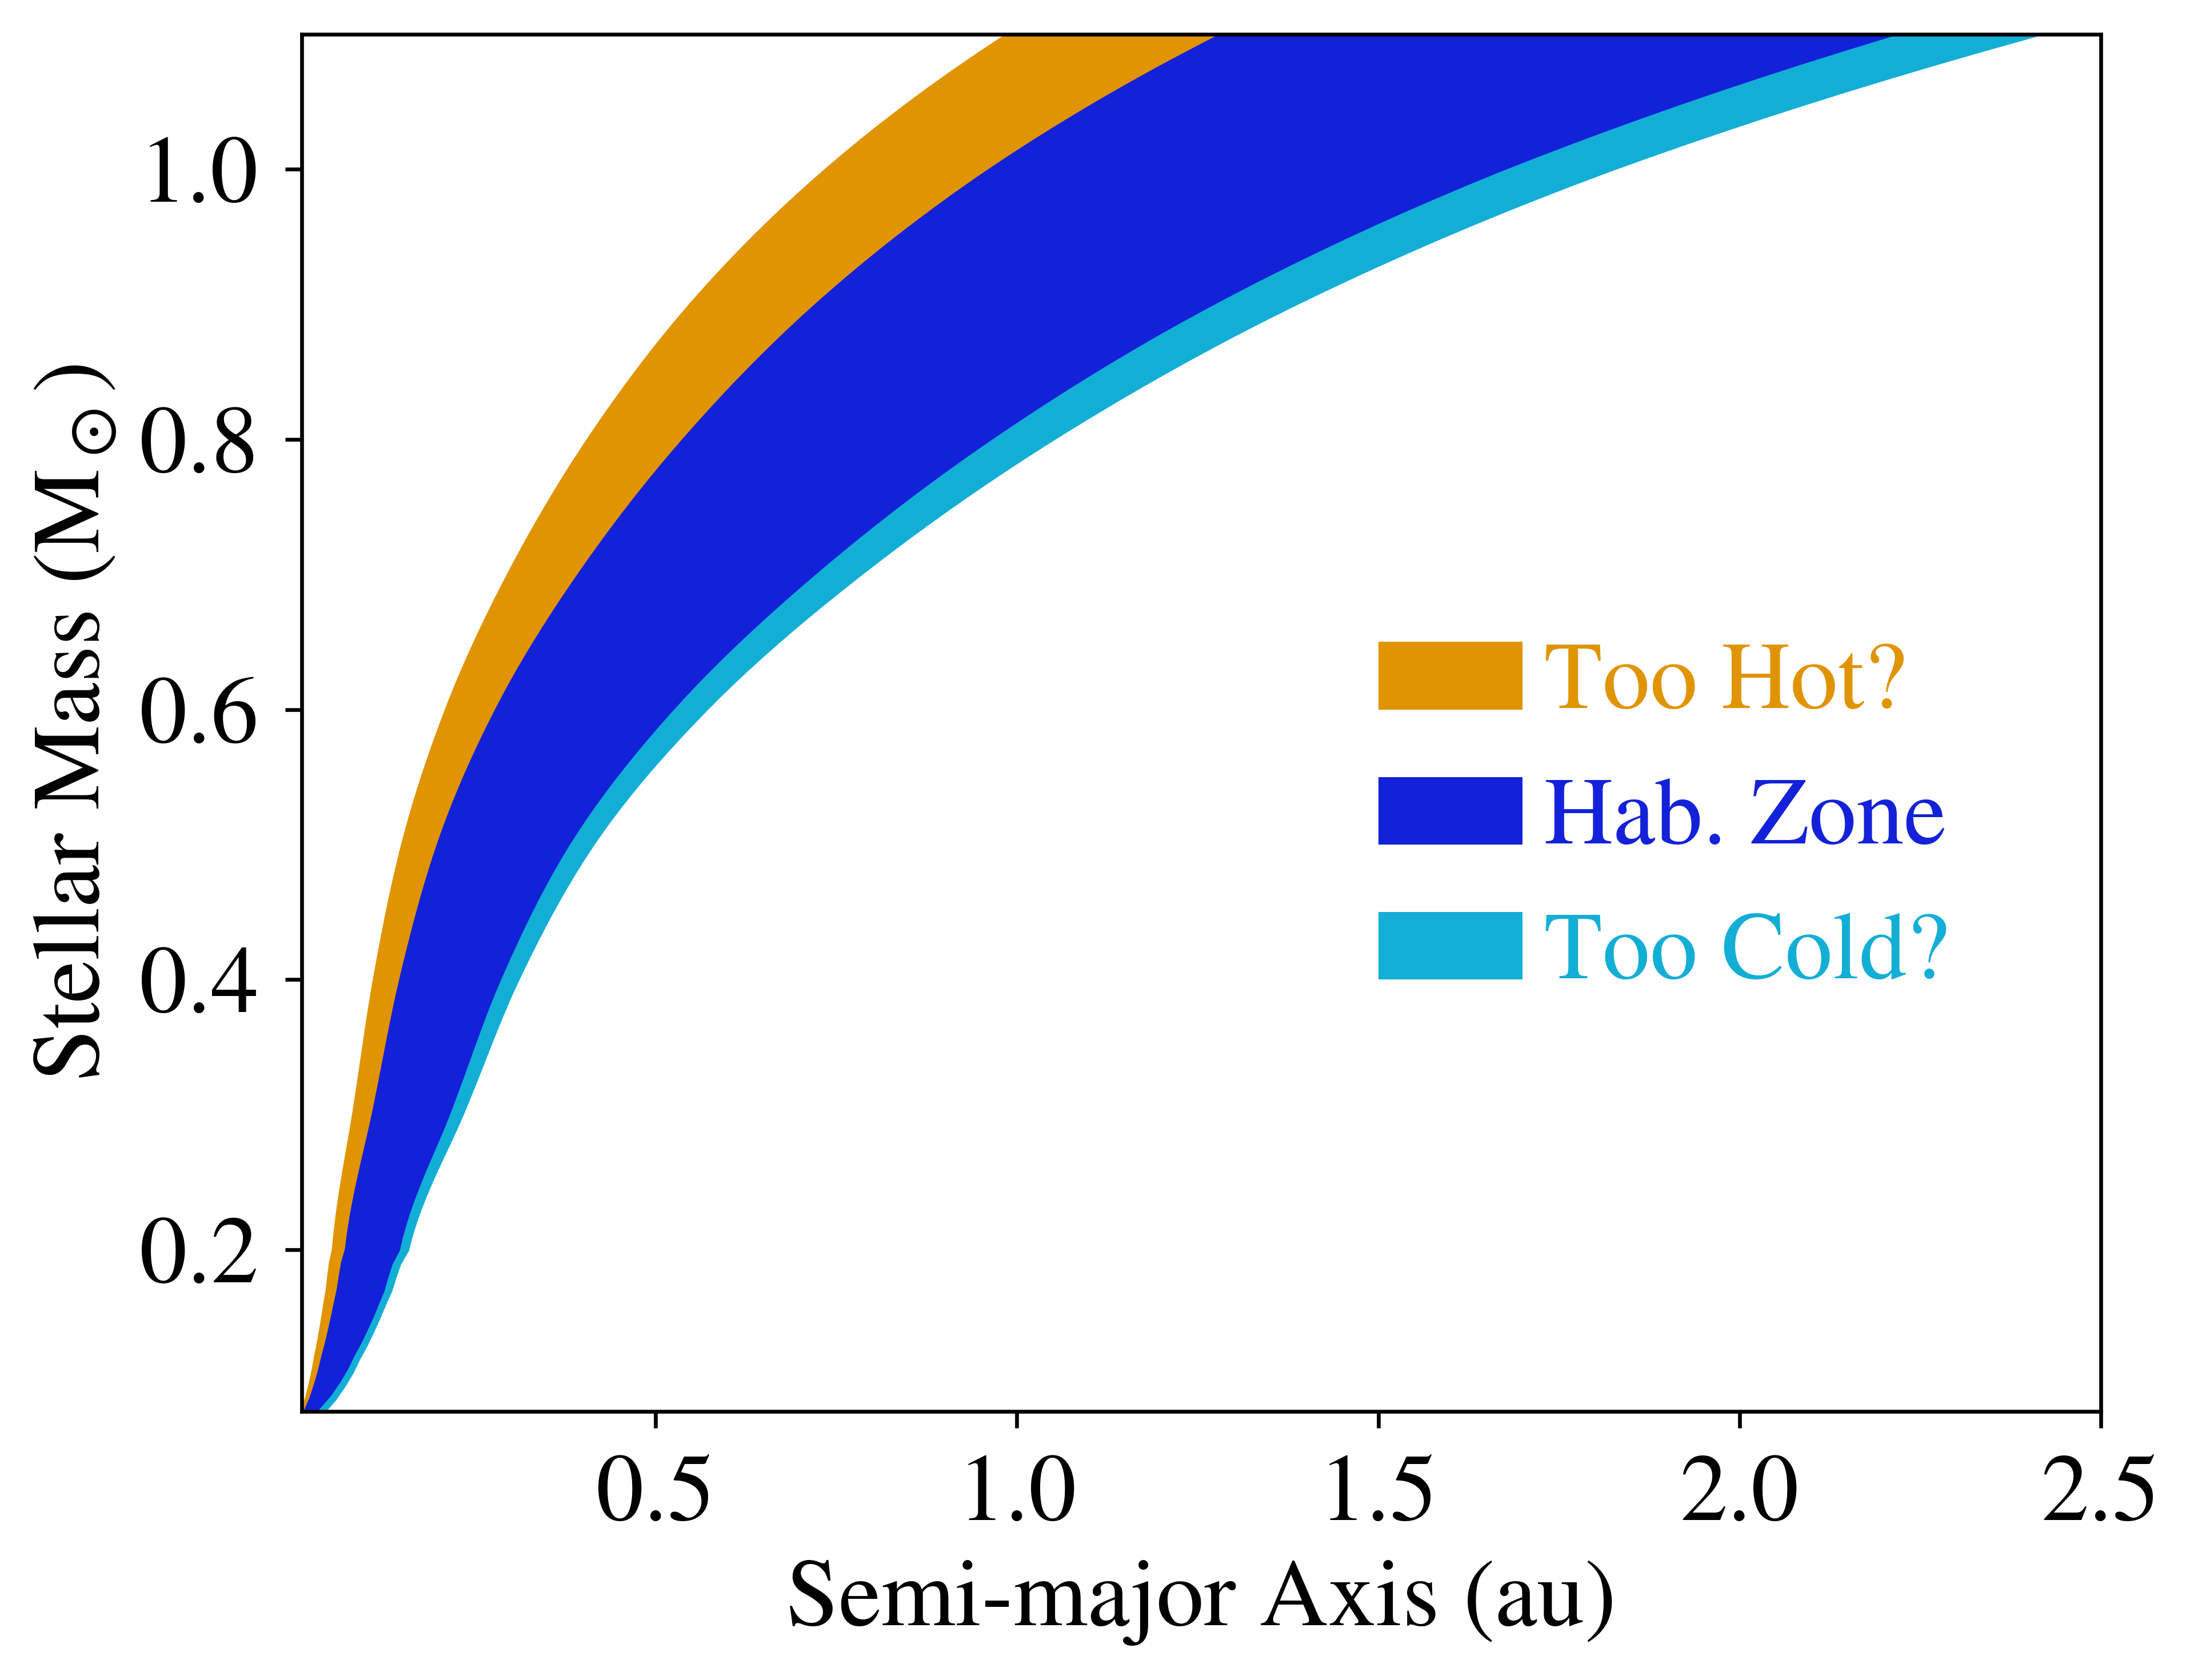 Stellar Mass (M⊙)
1.0
0.8
0.6
0.4
0.2
Too Hot?
Hab. Zone
Too Cold?
0.5 1.0 1.5 2.0 2.5
Semi-major Axis (au)